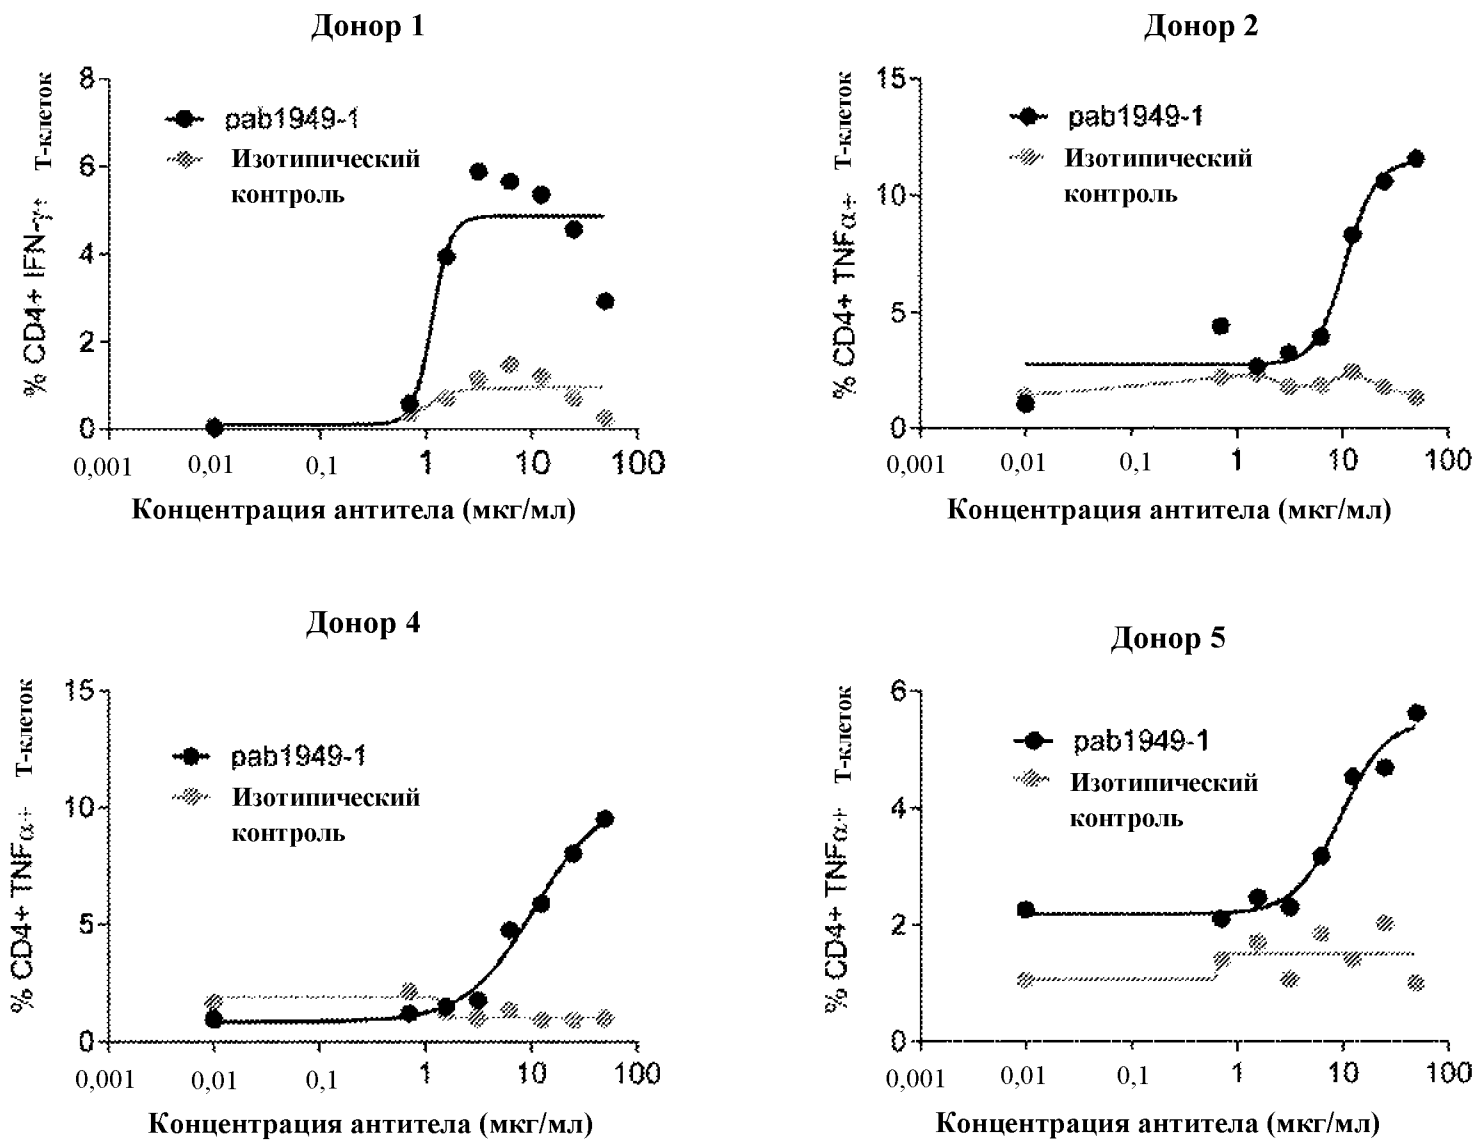 Донор 1
% CD4+ IFN-γ+ Т-клеток
8
6
4
2
0
pab1949-1
Изотипический
контроль
0,001 0,01 0,1 1 10 100
Концентрация антитела (мкг/мл)
Донор 2
% CD4+ TNFα+ Т-клеток
15
10
5
0
pab1949-1
Изотипический
контроль
0,001 0,01 0,1 1 10 100
Концентрация антитела (мкг/мл)
Донор 4
% CD4+ TNFα+ Т-клеток
15
10
5
0
pab1949-1
Изотипический
контроль
0,001 0,01 0,1 1 10 100
Концентрация антитела (мкг/мл)
Донор 5
% CD4+ TNFα+ Т-клеток
6
4
2
0
pab1949-1
Изотипический
контроль
0,001 0,01 0,1 1 10 100
Концентрация антитела (мкг/мл)